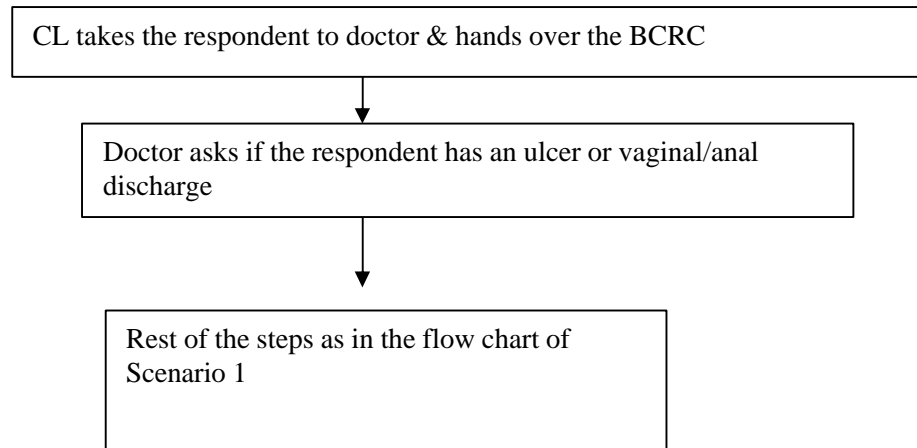 CL takes the respondent to doctor & hands over the BCRC
Doctor asks if the respondent has an ulcer or vaginal/anal
discharge
Rest of the steps as in the flow chart of
Scenario 1